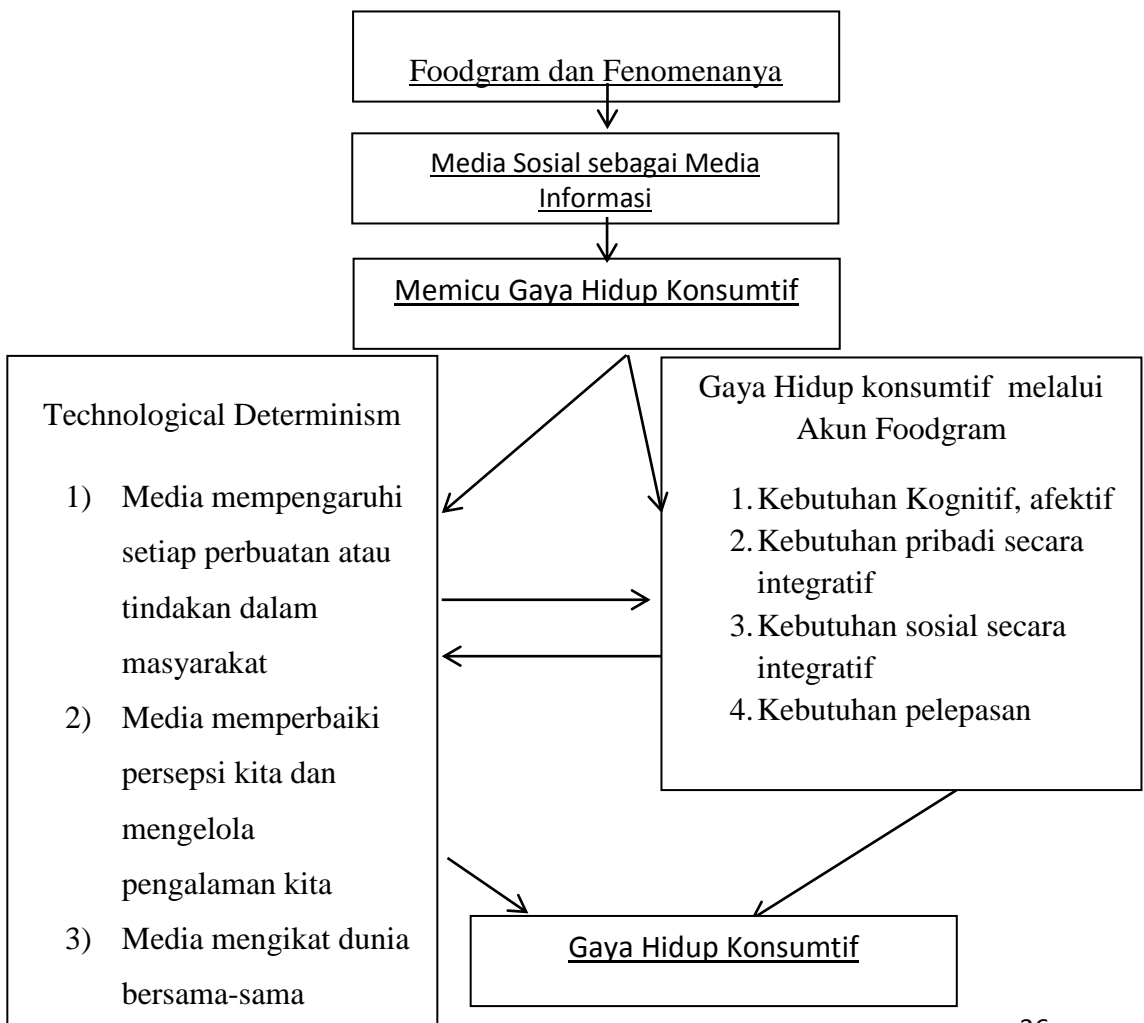 Foodgram dan Fenomenanya
Media Sosial sebagai Media
Informasi
Memicu Gaya Hidup Konsumtif
Technological Determinism
1) Media mempengaruhi
setiap perbuatan atau
tindakan dalam
masyarakat
2) Media memperbaiki
persepsi kita dan
mengelola
pengalaman kita
3) Media mengikat dunia
bersama-sama
Gaya Hidup konsumtif melalui
Akun Foodgram
1. Kebutuhan Kognitif, afektif
2. Kebutuhan pribadi secara
integratif
3. Kebutuhan sosial secara
integratif
4. Kebutuhan pelepasan
Gaya Hidup Konsumtif